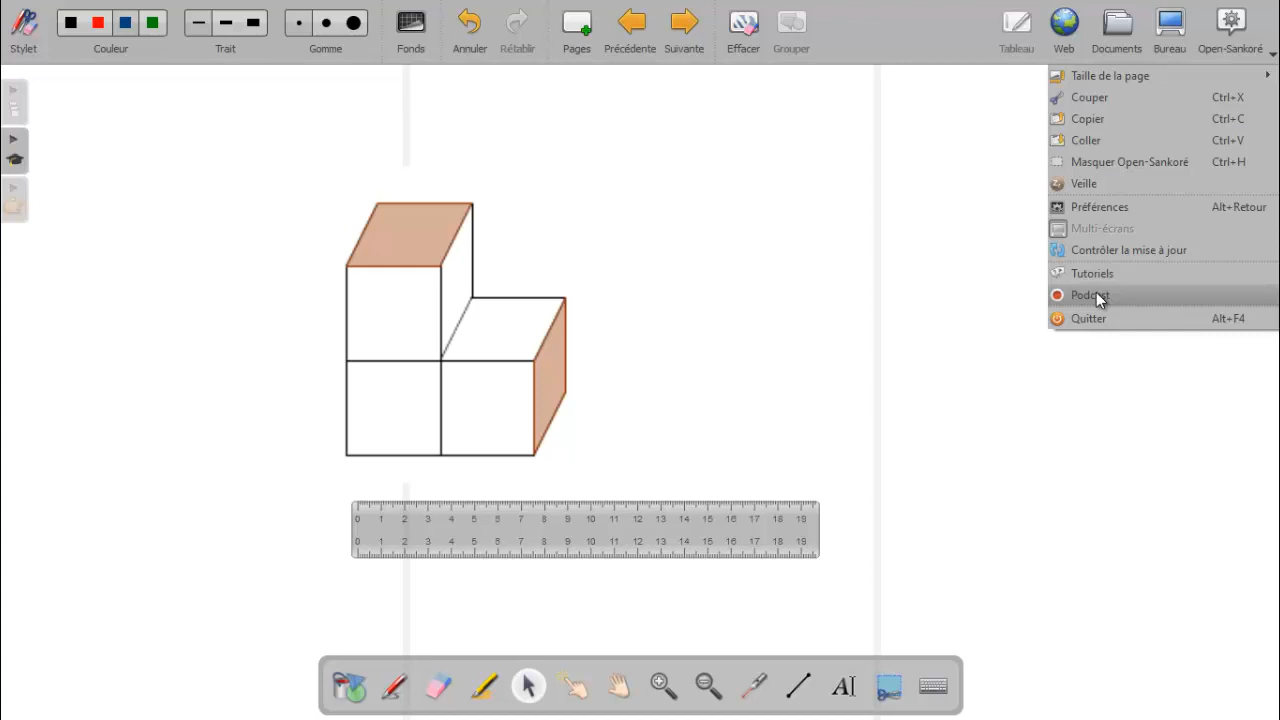 Stylet Couleur Trait Gomme Fonds Annuler Rétablir Pages Précédente Suivante Effacer Grouper Tableau Web Documents Bureau Open-Sankoré
Taille de la page
Couper Ctrl+X
Copier Ctrl+C
Coller Ctrl+V
Masquer Open-Sankoré Ctrl+H
Veille
Préférences Alt+Retour
Multi-écrans
Contrôler la mise à jour
Tutoriels
Podcast
Quitter Alt+F4
0 1 2 3 4 5 6 7 8 9 10 11 12 13 14 15 16 17 18 19
0 1 2 3 4 5 6 7 8 9 10 11 12 13 14 15 16 17 18 19
AI